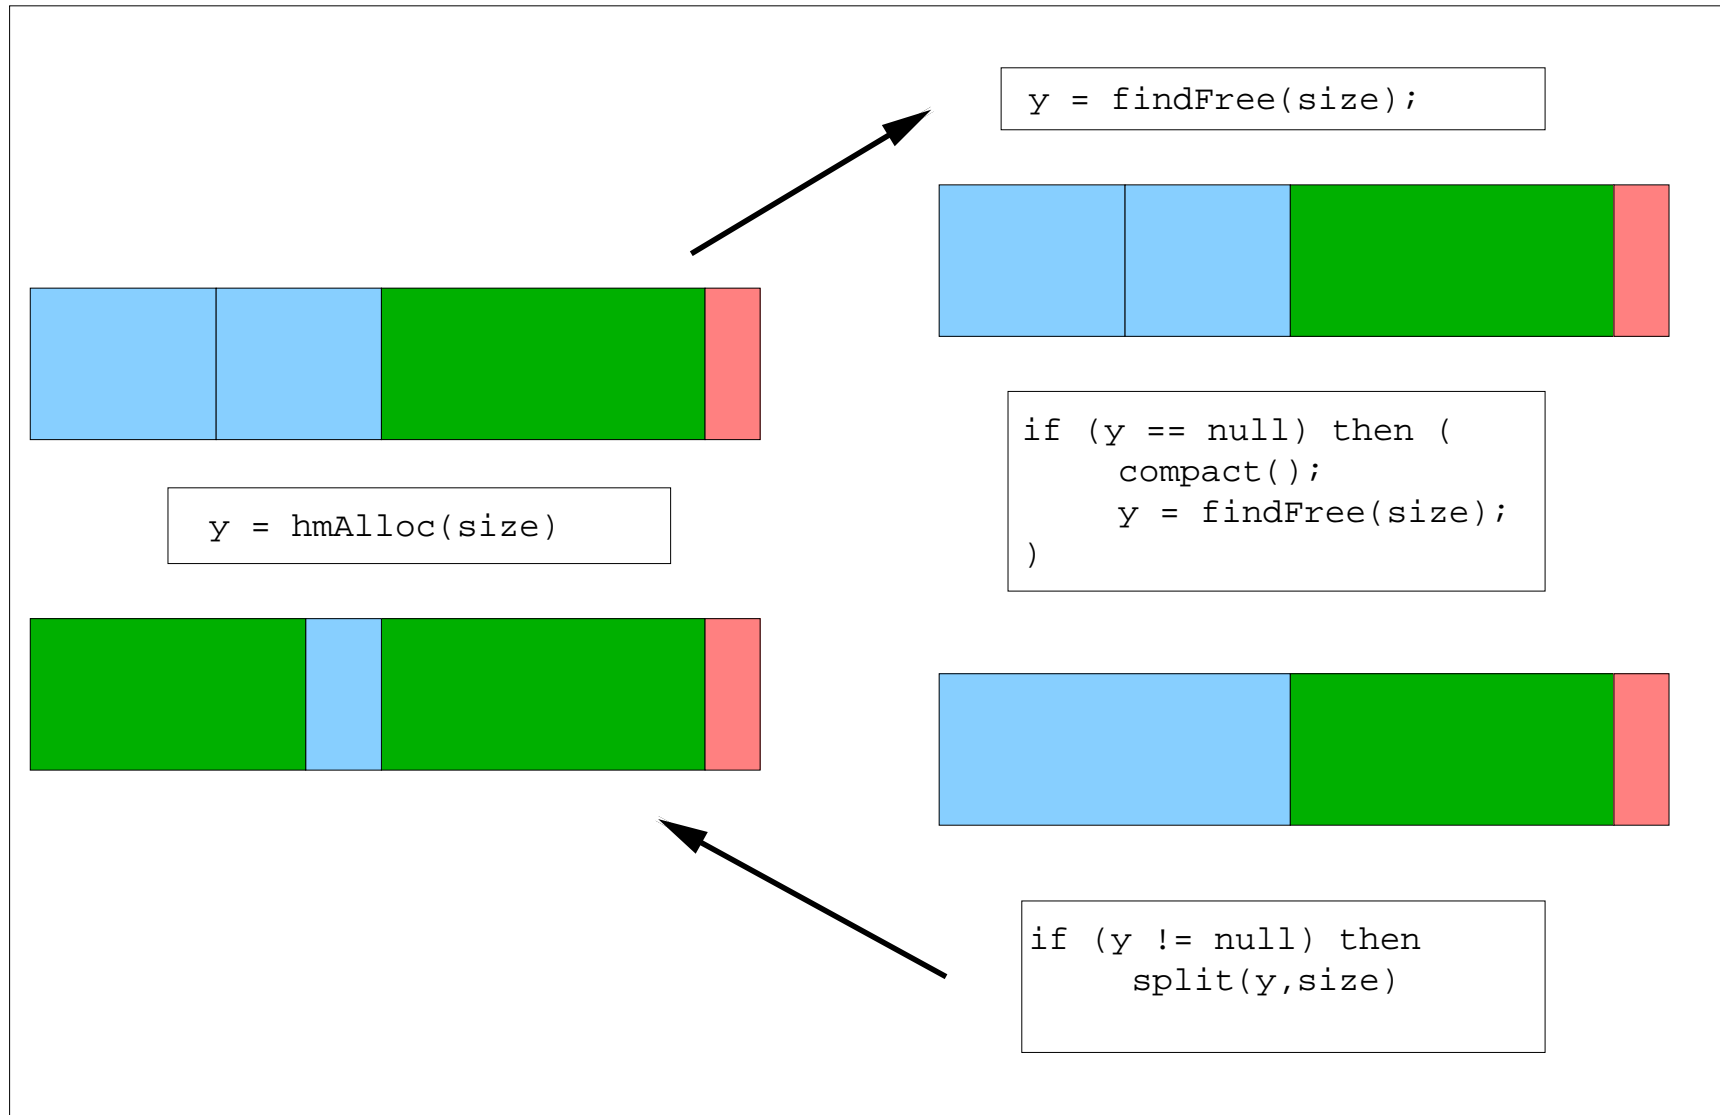 y = findFree(size);
y = hmAlloc(size)
if (y == null) then (
compact();
y = findFree(size);
)
if (y != null) then
split(y,size)